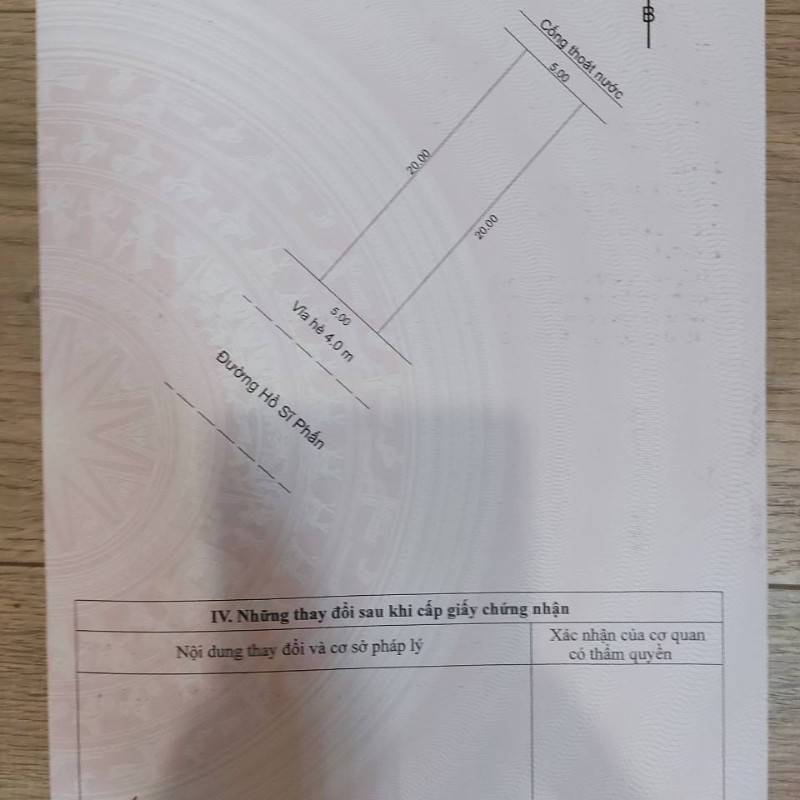 B
Cống thoát nước
5.00
20.00
20.00
5.00
Vỉa hè 4.0 m
Đường Hồ Sĩ Phấn
IV. Những thay đổi sau khi cấp giấy chứng nhận
Nội dung thay đổi và cơ sở pháp lý
Xác nhận của cơ quan
có thẩm quyền